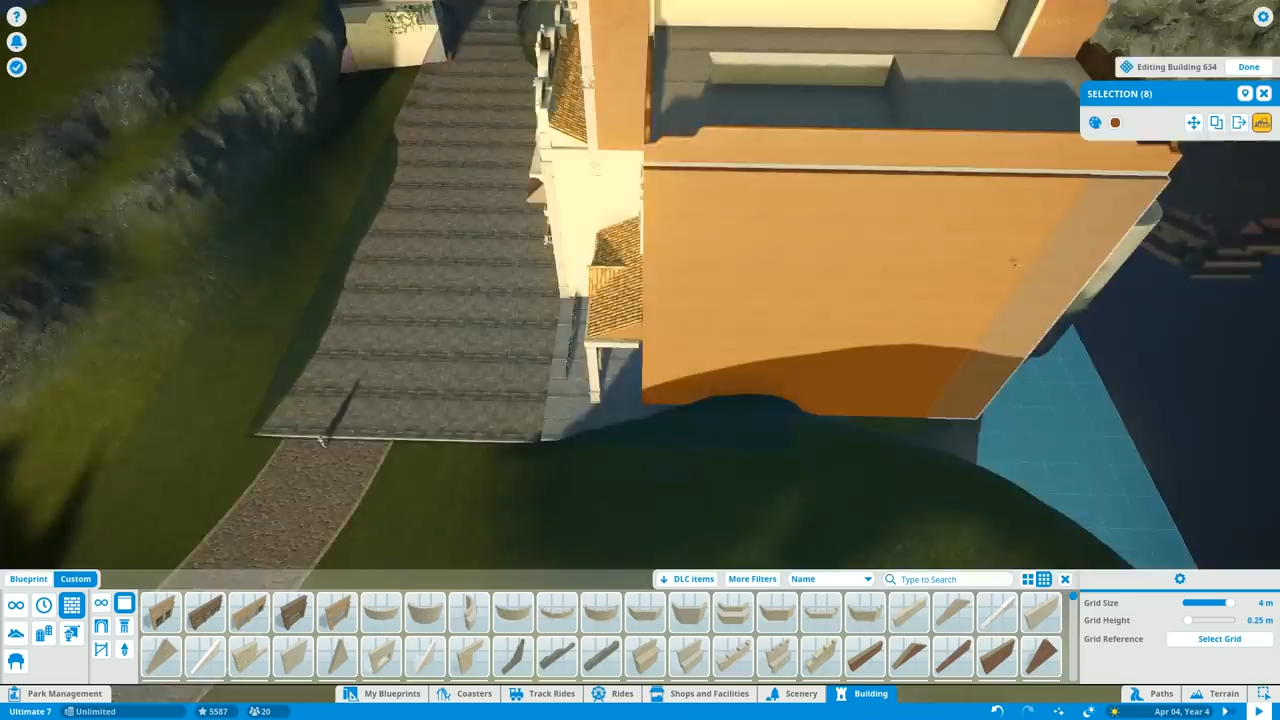 Editing Building 634 Done
SELECTION (8)
Blueprint Custom
DLC items More Filters Name Type to Search
Grid Size 4 m
Grid Height 0.25 m
Grid Reference Select Grid
Park Management My Blueprints Coasters Track Rides Rides Shops and Facilities Scenery Building Paths Terrain
Ultimate 7 Unlimited 5587 20 Apr 04, Year 4